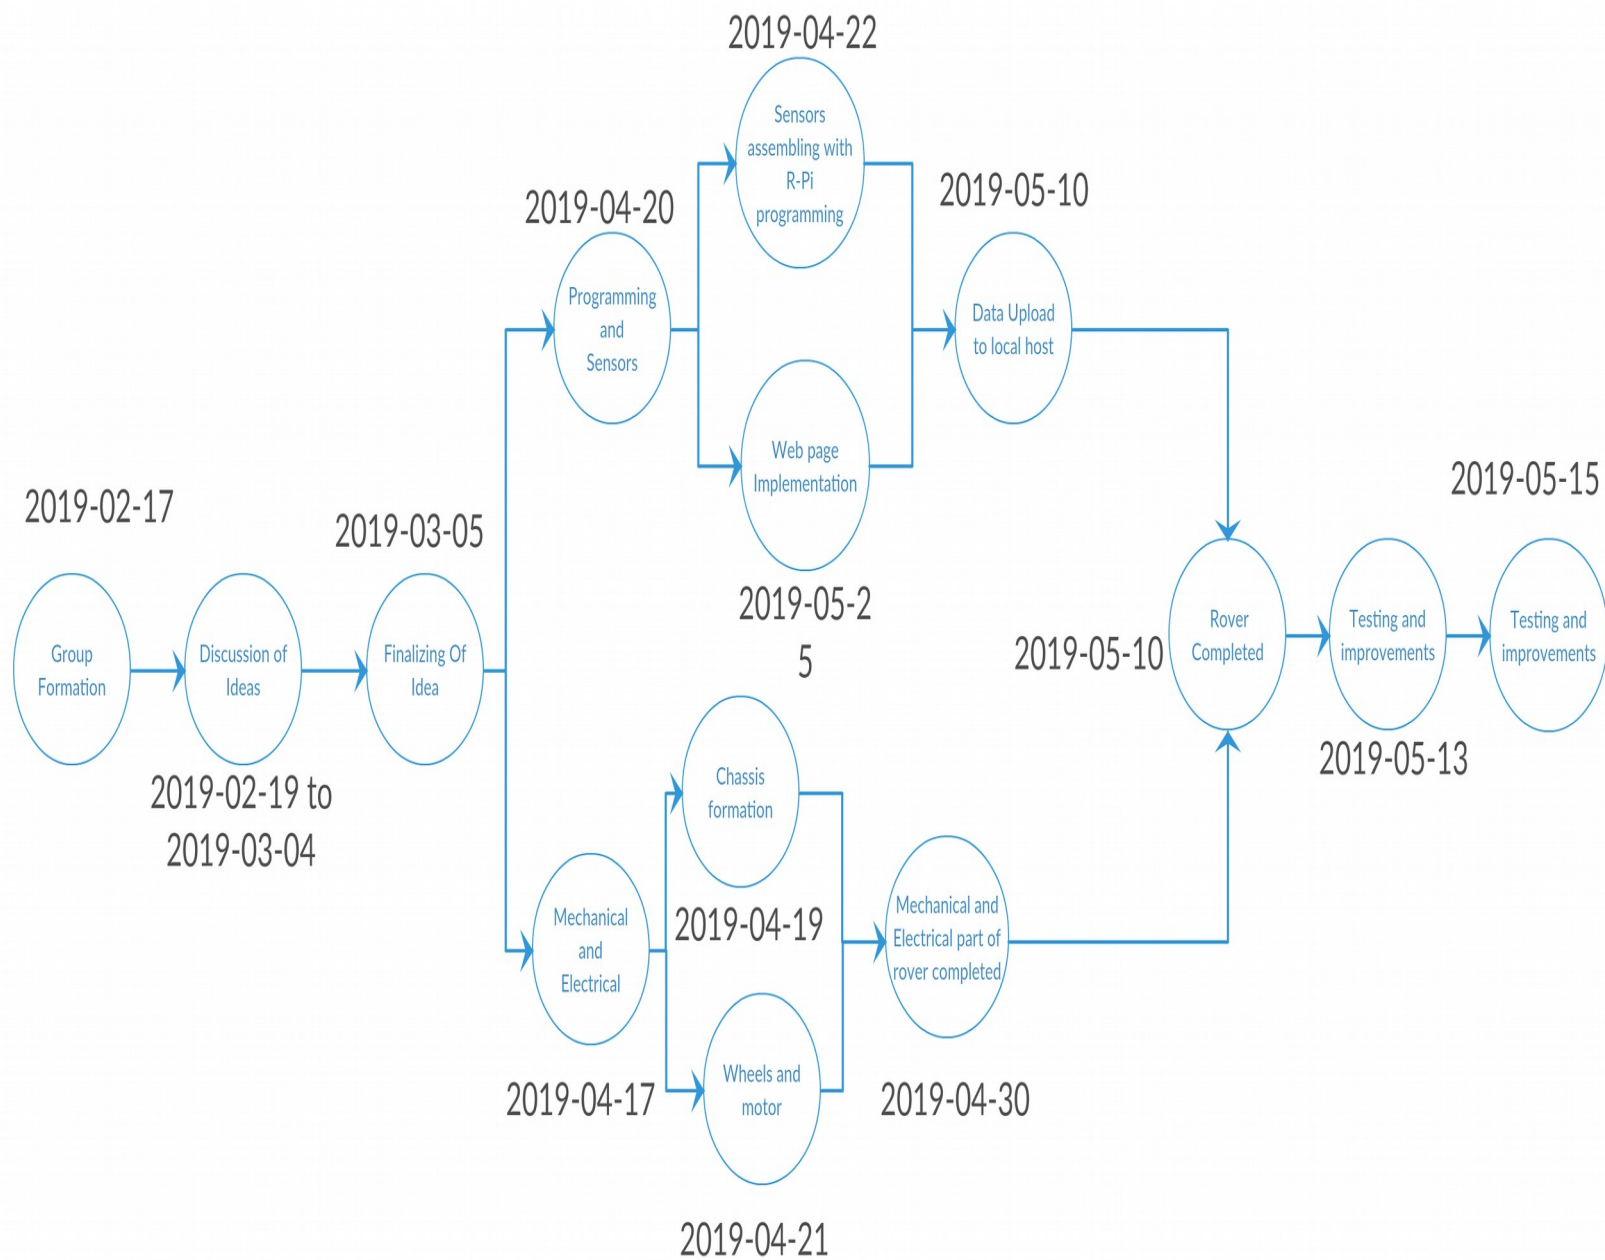 2019-02-17
Group
Formation
Discussion of
Ideas
2019-02-19 to
2019-03-04
2019-03-05
Finalizing Of
Idea
2019-04-20
Programming
and
Sensors
2019-04-22
Sensors
assembling with
R-Pi
programming
Web page
Implementation
2019-05-2
5
2019-05-10
Data Upload
to local host
Mechanical
and
Electrical
2019-04-17
Chassis
formation
2019-04-19
Wheels and
motor
2019-04-21
Mechanical and
Electrical part of
rover completed
2019-04-30
2019-05-10
Rover
Completed
Testing and
improvements
2019-05-13
2019-05-15
Testing and
improvements